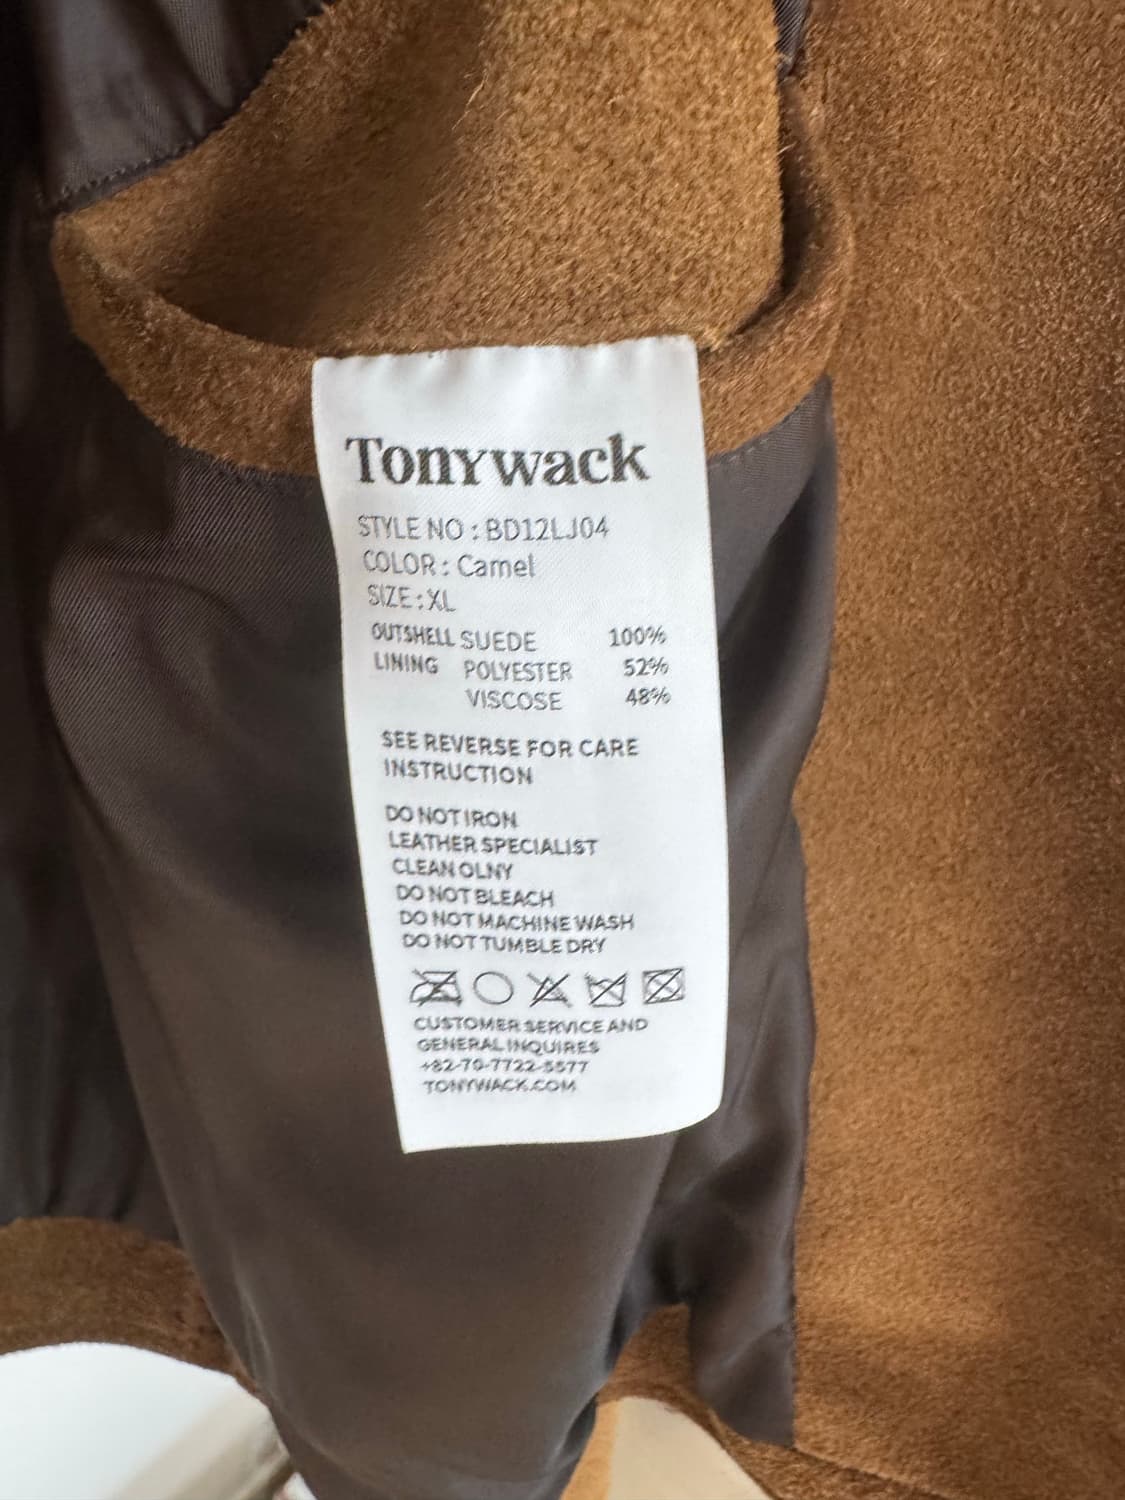 Tonywack
STYLE NO : BD12LJ04
COLOR : Camel
SIZE : XL
OUTSHELL SUEDE 100%
LINING POLYESTER 52%
VISCOSE 48%
SEE REVERSE FOR CARE
INSTRUCTION
DO NOT IRON
LEATHER SPECIALIST
CLEAN OLNY
DO NOT BLEACH
DO NOT MACHINE WASH
DO NOT TUMBLE DRY
CUSTOMER SERVICE AND
GENERAL INQUIRES
+82-70-7722-5577
TONYWACK.COM